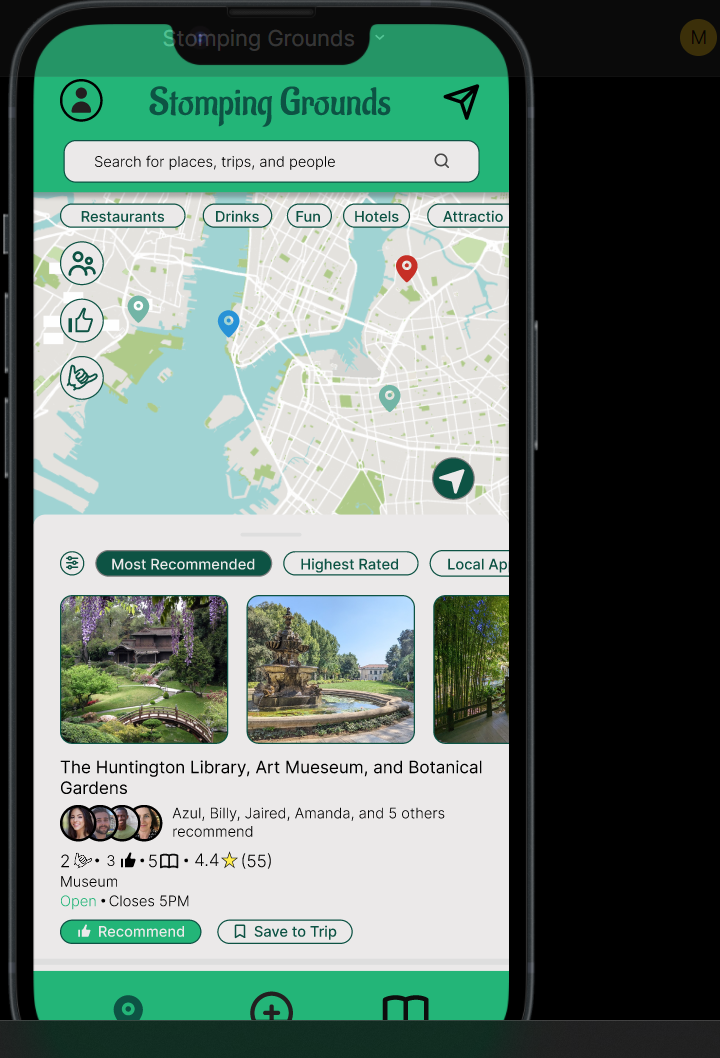 Stomping Grounds
M
Stomping Grounds
Search for places, trips, and people
Restaurants
Drinks
Fun
Hotels
Attractio
Most Recommended
Highest Rated
Local Ap
The Huntington Library, Art Mueseum, and Botanical
Gardens
Azul, Billy, Jaired, Amanda, and 5 others
recommend
2 • 3 • 5 • 4.4 (55)
Museum
Open • Closes 5PM
Recommend
Save to Trip